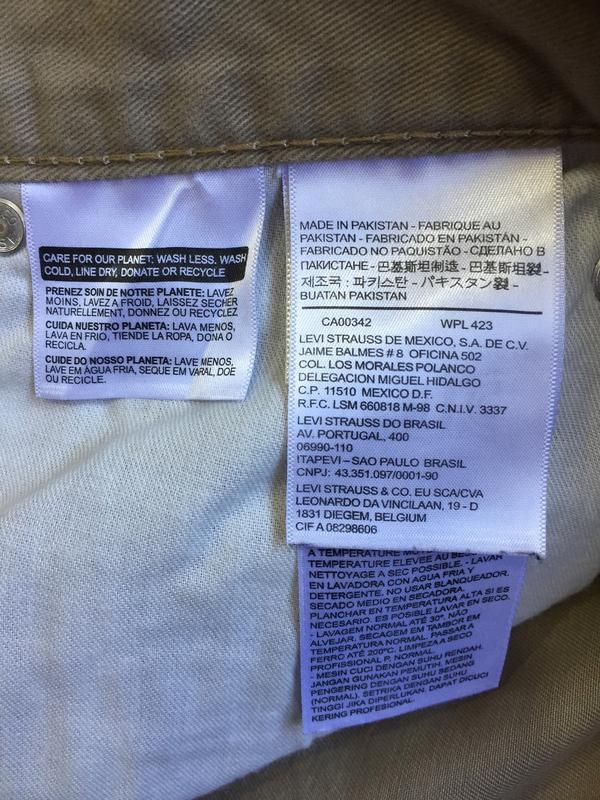 CARE FOR OUR PLANET: WASH LESS. WASH
COLD, LINE DRY, DONATE OR RECYCLE
PRENEZ SOIN DE NOTRE PLANETE: LAVEZ
MOINS, LAVEZ A FROID, LAISSEZ SECHER
NATURELLEMENT, DONNEZ OU RECYCLEZ
CUIDA NUESTRO PLANETA: LAVA MENOS,
LAVA EN FRIO, TIENDE LA ROPA, DONA O
RECICLA.
CUIDE DO NOSSO PLANETA: LAVE MENOS,
LAVE EM ÁGUA FRIA, SEQUE EM VARAL, DOE
OU RECICLE.
MADE IN PAKISTAN - FABRIQUE AU
PAKISTAN - FABRICADO EN PAKISTÁN -
FABRICADO NO PAQUISTÃO - СДЕЛАНО В
ПАКИСТАНЕ - 巴基斯坦制造 - 巴基斯坦製 -
제조국 : 파키스탄 - パキスタン製 -
BUATAN PAKISTAN
CA00342 WPL 423
LEVI STRAUSS DE MEXICO, S.A. DE C.V.
JAIME BALMES # 8 OFICINA 502
COL. LOS MORALES POLANCO
DELEGACION MIGUEL HIDALGO
C.P. 11510 MEXICO D.F.
R.F.C. LSM 660818 M-98 C.N.I.V. 3337
LEVI STRAUSS DO BRASIL
AV. PORTUGAL, 400
06990-110
ITAPEVI – SAO PAULO BRASIL
CNPJ: 43.351.097/0001-90
LEVI STRAUSS & CO. EU SCA/CVA
LEONARDO DA VINCILAAN, 19 - D
1831 DIEGEM, BELGIUM
CIF A 08298606
A TEMPERATURE
TEMPERATURE ELEVEE AU
NETTOYAGE A SEC POSSIBLE. - LAVAR
EN LAVADORA CON AGUA FRIA Y
DETERGENTE. NO USAR BLANQUEADOR.
SECADO MEDIO EN SECADORA.
PLANCHAR EN TEMPERATURA ALTA SI ES
NECESARIO. ES POSIBLE LAVAR EN SECO.
- LAVAGEM NORMAL ATÉ 30°. NÃO
ALVEJAR. SECAGEM EM TAMBOR EM
TEMPERATURA NORMAL. PASSAR A
FERRO ATÉ 200°C. LIMPEZA A SECO
PROFISSIONAL P, NORMAL.
- MESIN CUCI DENGAN SUHU RENDAH.
JANGAN GUNAKAN PEMUTIH. MESIN
PENGERING DENGAN SUHU SEDANG
(NORMAL). SETRIKA DENGAN SUHU
TINGGI JIKA DIPERLUKAN. DAPAT DICUCI
KERING PROFESIONAL.